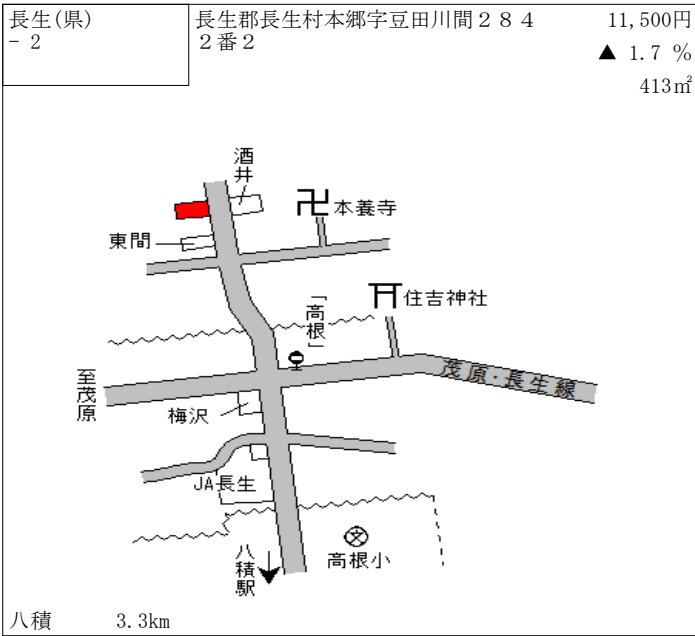 長生(県)
- 2
長生郡長生村本郷字豆田川間２８４
２番２
11,500円
▲ 1.7 %
413㎡
酒井
卍本養寺
東間
住吉神社
「高根」
至茂原
茂原・長生線
梅沢
JA長生
文
高根小
八積駅
八積 3.3km